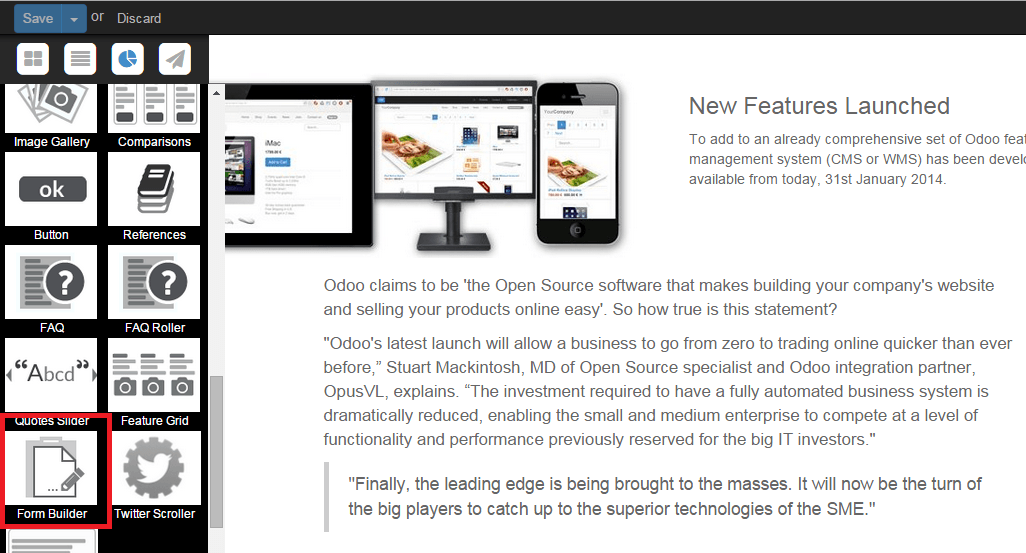 Save
or
Discard
Image Gallery
Comparisons
ok
Button
References
?
?
FAQ
FAQ Roller
"Abcd"
Quotes Slider
Feature Grid
...
Form Builder
Twitter Scroller
iMac
Add to Cart
YourCompany
YourCompany
New Features Launched
To add to an already comprehensive set of Odoo feat
management system (CMS or WMS) has been develo
available from today, 31st January 2014.
Odoo claims to be 'the Open Source software that makes building your company's website
and selling your products online easy'. So how true is this statement?
"Odoo's latest launch will allow a business to go from zero to trading online quicker than ever
before,” Stuart Mackintosh, MD of Open Source specialist and Odoo integration partner,
OpusVL, explains. “The investment required to have a fully automated business system is
dramatically reduced, enabling the small and medium enterprise to compete at a level of
functionality and performance previously reserved for the big IT investors."
"Finally, the leading edge is being brought to the masses. It will now be the turn of
the big players to catch up to the superior technologies of the SME."